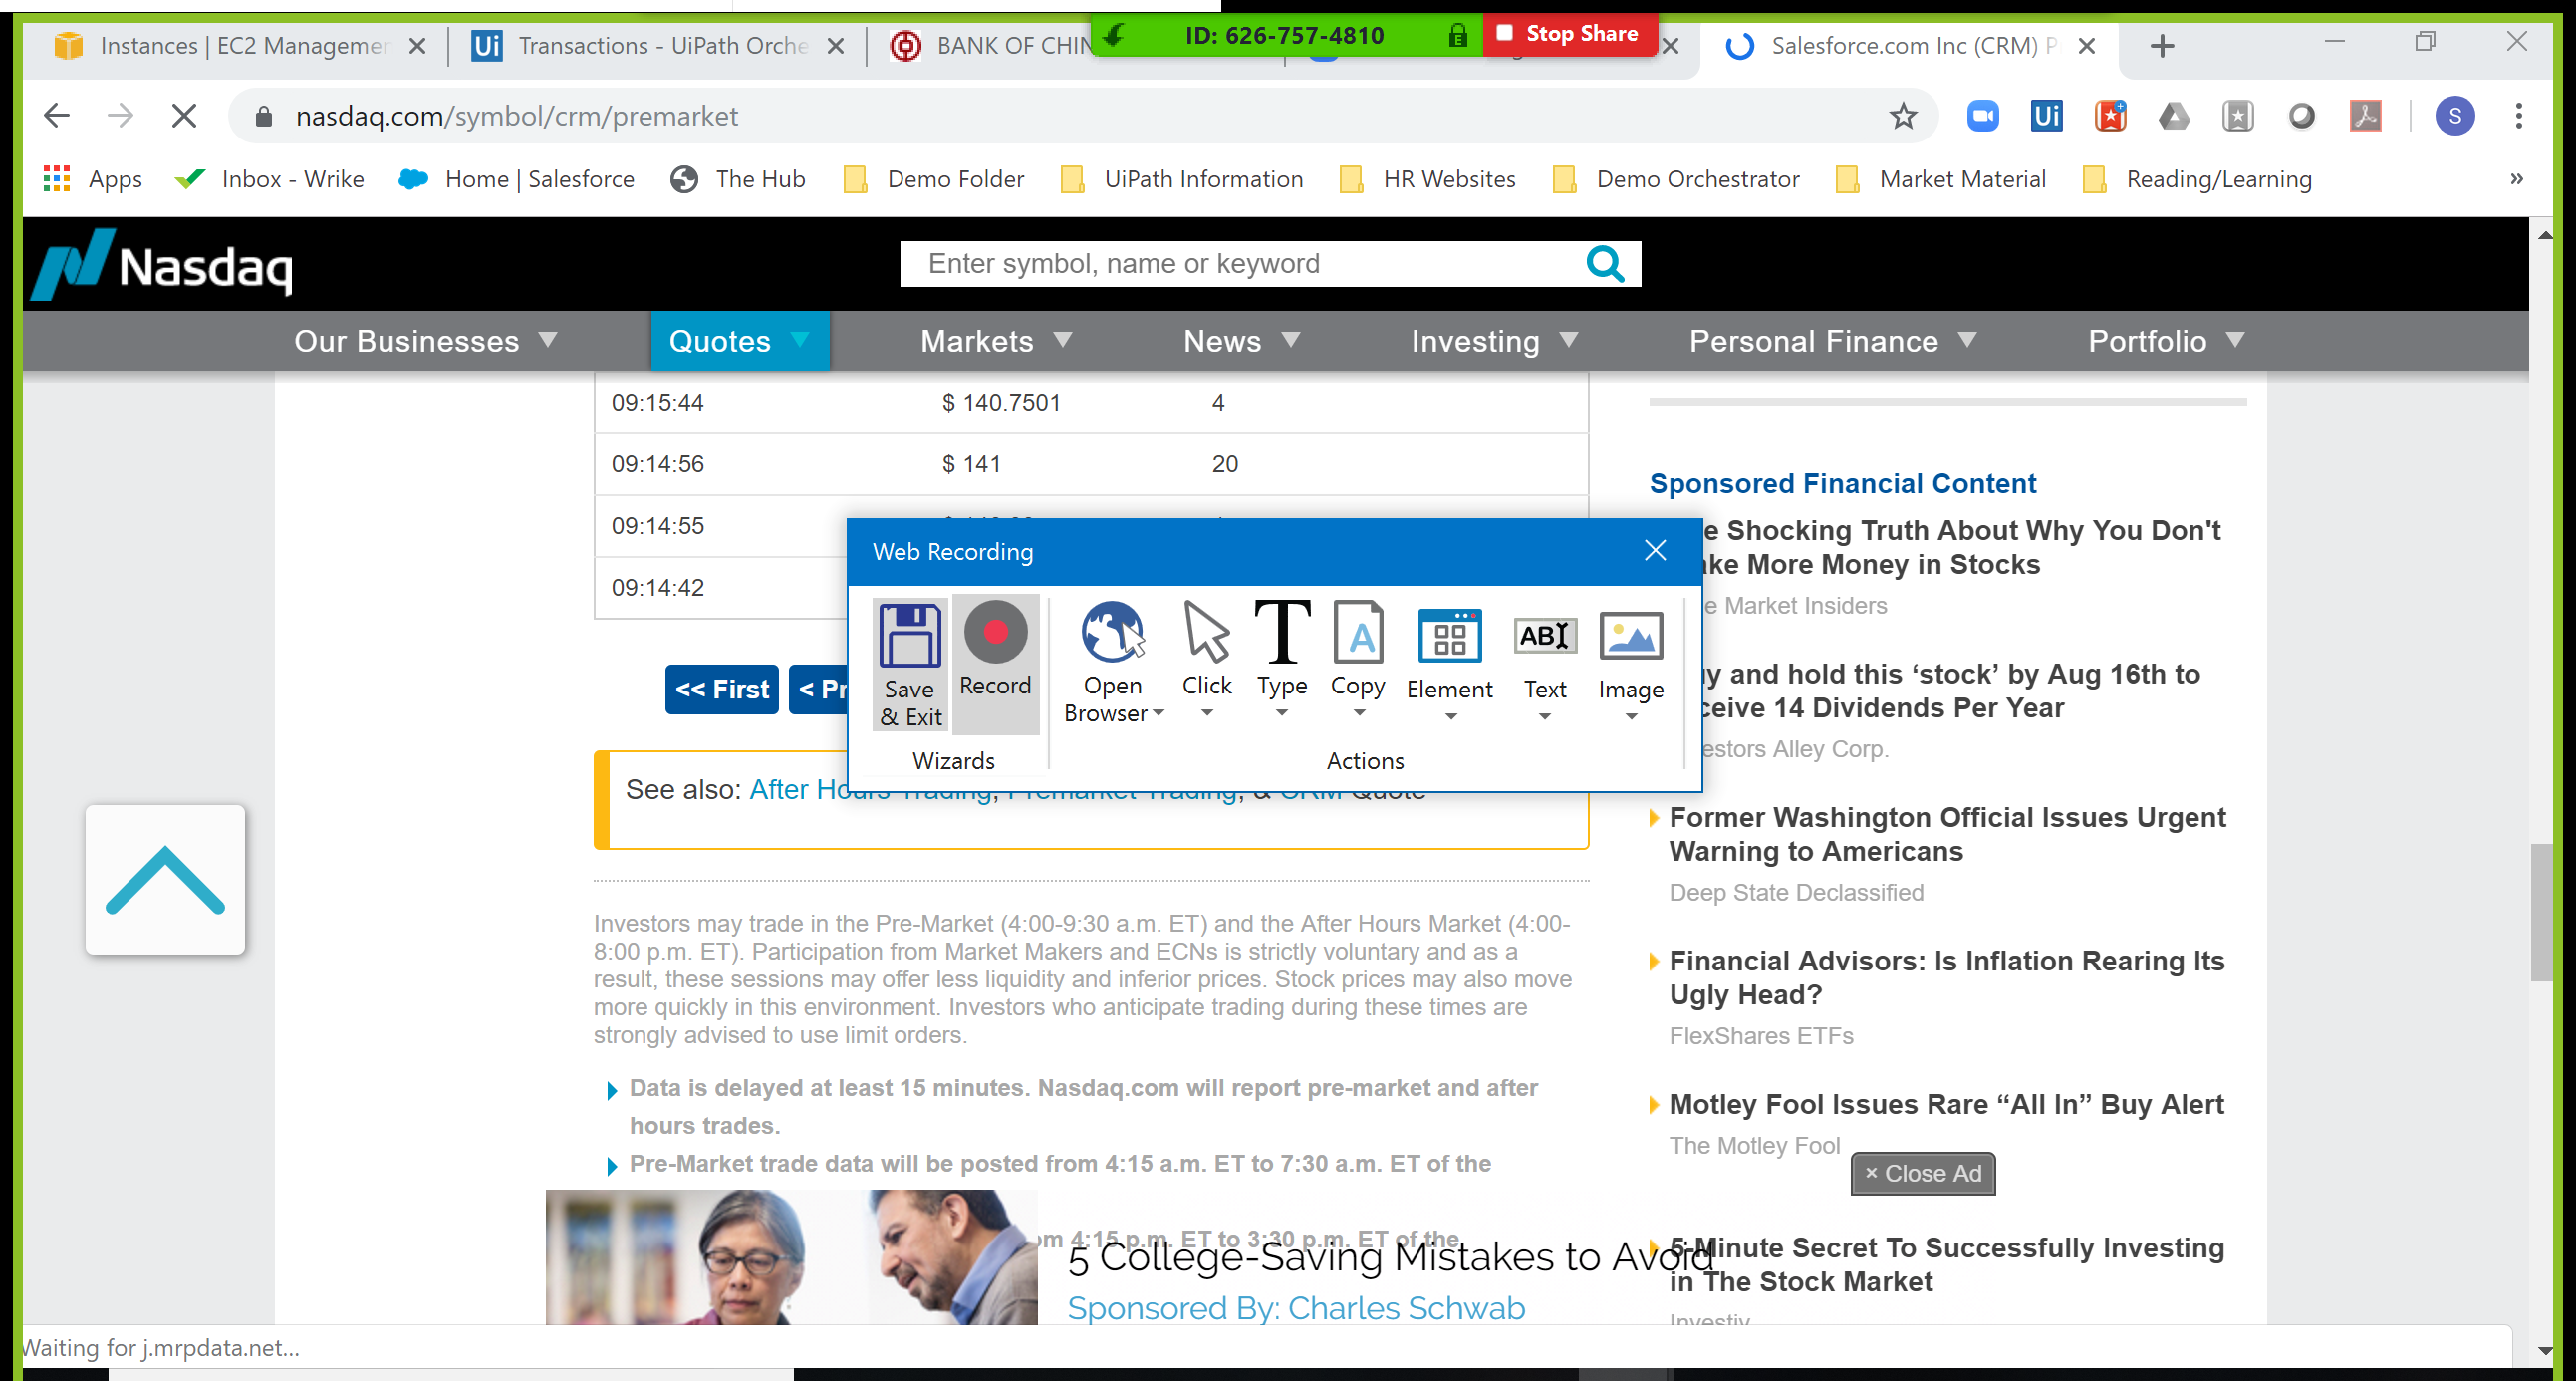 ID: 626-757-4810
Stop Share
Instances | EC2 Managemen
Ui
Transactions - UiPath Orche
BANK OF CHIN
Salesforce.com Inc (CRM) P
nasdaq.com/symbol/crm/premarket
Ui
S
Apps
Inbox - Wrike
Home | Salesforce
The Hub
Demo Folder
UiPath Information
HR Websites
Demo Orchestrator
Market Material
Reading/Learning
»
Nasdaq
Enter symbol, name or keyword
Our Businesses
Quotes
Markets
News
Investing
Personal Finance
Portfolio
09:15:44 $ 140.7501 4
09:14:56 $ 141 20
09:14:55
09:14:42
<< First
< Pr
Web Recording
Save
& Exit
Record
Wizards
Open
Browser
Click
Type
Copy
Element
Text
Image
Actions
See also: After Hours Trading, Premarket Trading, & CRM Quote
Investors may trade in the Pre-Market (4:00-9:30 a.m. ET) and the After Hours Market (4:00-
8:00 p.m. ET). Participation from Market Makers and ECNs is strictly voluntary and as a
result, these sessions may offer less liquidity and inferior prices. Stock prices may also move
more quickly in this environment. Investors who anticipate trading during these times are
strongly advised to use limit orders.
Data is delayed at least 15 minutes. Nasdaq.com will report pre-market and after
hours trades.
Pre-Market trade data will be posted from 4:15 a.m. ET to 7:30 a.m. ET of the
om 4:15 p.m. ET to 3:30 p.m. ET of the
5 College-Saving Mistakes to Avoid
Sponsored By: Charles Schwab
Sponsored Financial Content
e Shocking Truth About Why You Don't
ke More Money in Stocks
e Market Insiders
y and hold this ‘stock’ by Aug 16th to
ceive 14 Dividends Per Year
estors Alley Corp.
Former Washington Official Issues Urgent
Warning to Americans
Deep State Declassified
Financial Advisors: Is Inflation Rearing Its
Ugly Head?
FlexShares ETFs
Motley Fool Issues Rare “All In” Buy Alert
The Motley Fool
× Close Ad
5-Minute Secret To Successfully Investing
in The Stock Market
Investiv
Waiting for j.mrpdata.net...